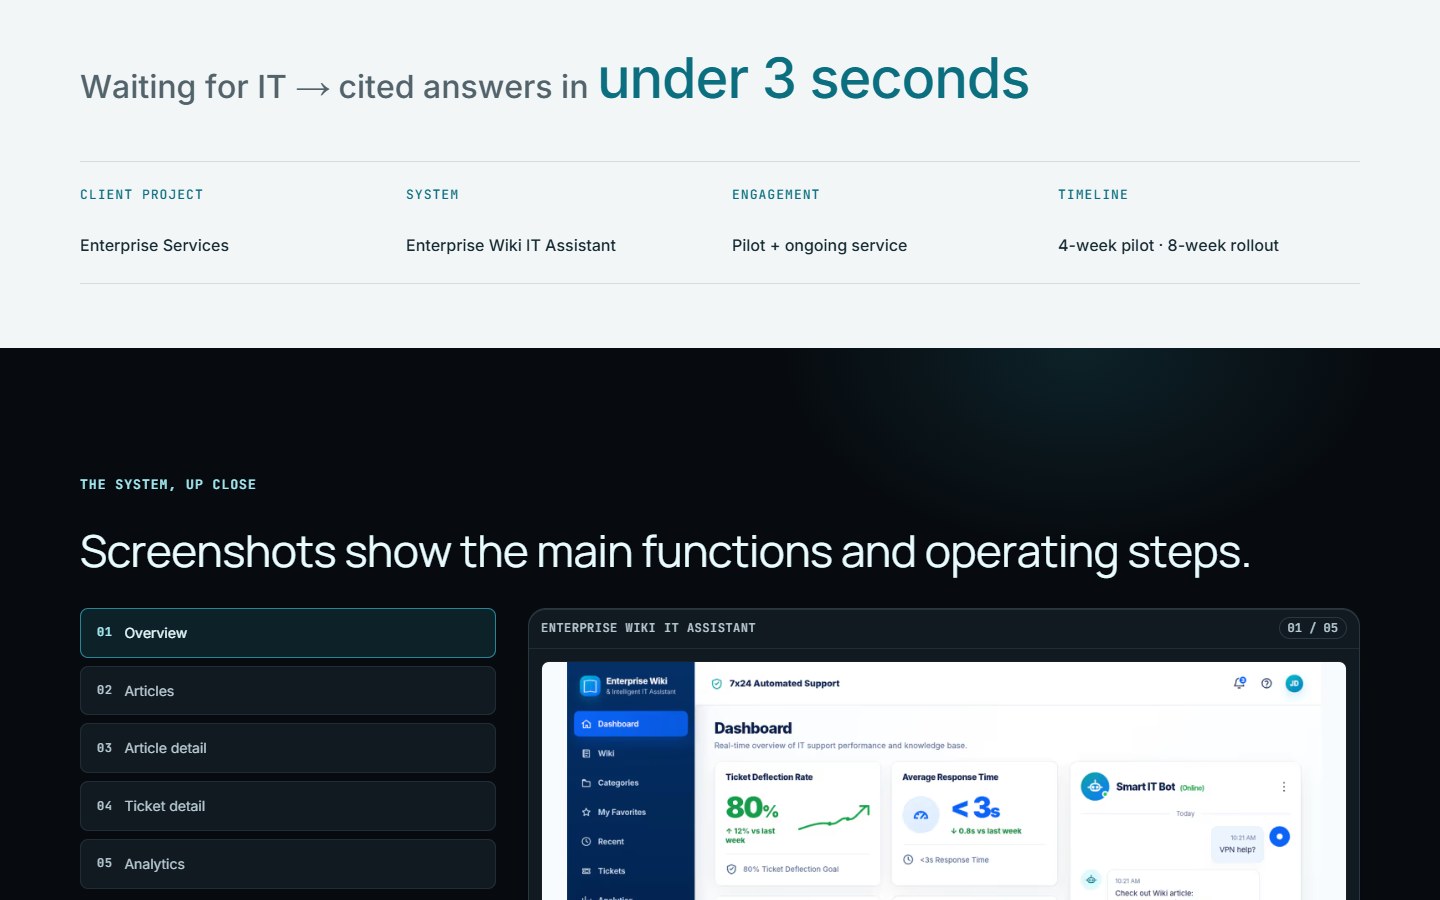 Waiting for IT → cited answers in under 3 seconds
CLIENT PROJECT
Enterprise Services
SYSTEM
Enterprise Wiki IT Assistant
ENGAGEMENT
Pilot + ongoing service
TIMELINE
4-week pilot · 8-week rollout
THE SYSTEM, UP CLOSE
Screenshots show the main functions and operating steps.
01 Overview
02 Articles
03 Article detail
04 Ticket detail
05 Analytics
ENTERPRISE WIKI IT ASSISTANT
01 / 05
Enterprise Wiki
& Intelligent IT Assistant
Dashboard
Wiki
Categories
My Favorites
Recent
Tickets
7x24 Automated Support
JD
Dashboard
Real-time overview of IT support performance and knowledge base.
Ticket Deflection Rate
80%
↑ 12% vs last
week
80% Ticket Deflection Goal
Average Response Time
< 3s
↓ 0.8s vs last week
<3s Response Time
Smart IT Bot (Online)
Today
10:21 AM
VPN help?
10:21 AM
Check out Wiki article: